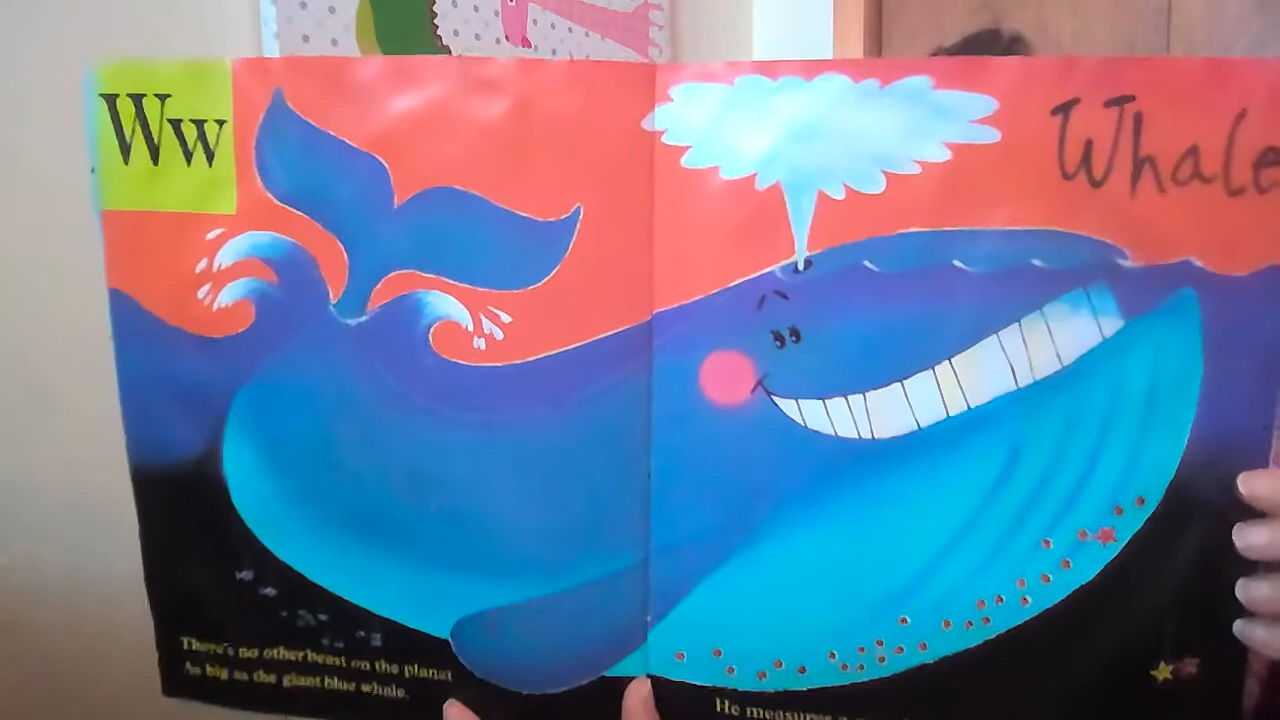 Ww
Whale
There's no other beast on the planet
As big as the giant blue whale.
He measures